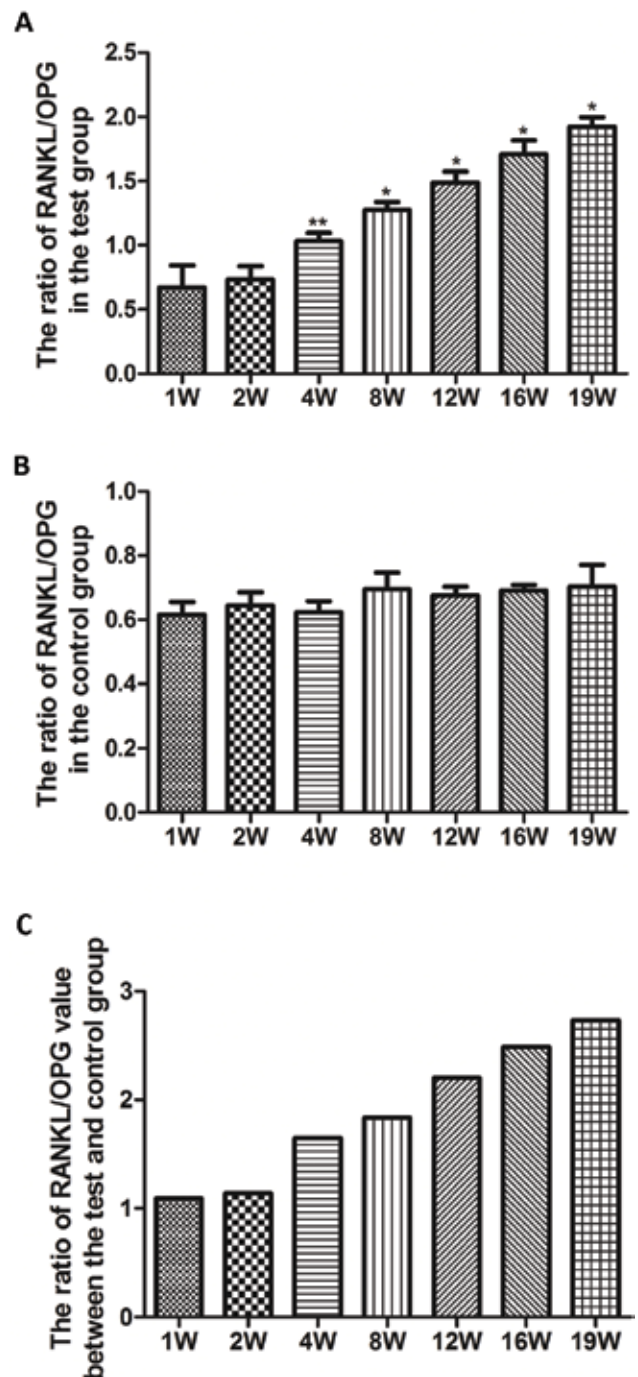 A
The ratio of RANKL/OPG
in the test group
2.5
2.0
1.5
1.0
0.5
0.0
**
*
*
*
*
1W 2W 4W 8W 12W 16W 19W
B
The ratio of RANKL/OPG
in the control group
1.0
0.8
0.6
0.4
0.2
0.0
1W 2W 4W 8W 12W 16W 19W
C
The ratio of RANKL/OPG value
between the test and control group
3
2
1
0
1W 2W 4W 8W 12W 16W 19W